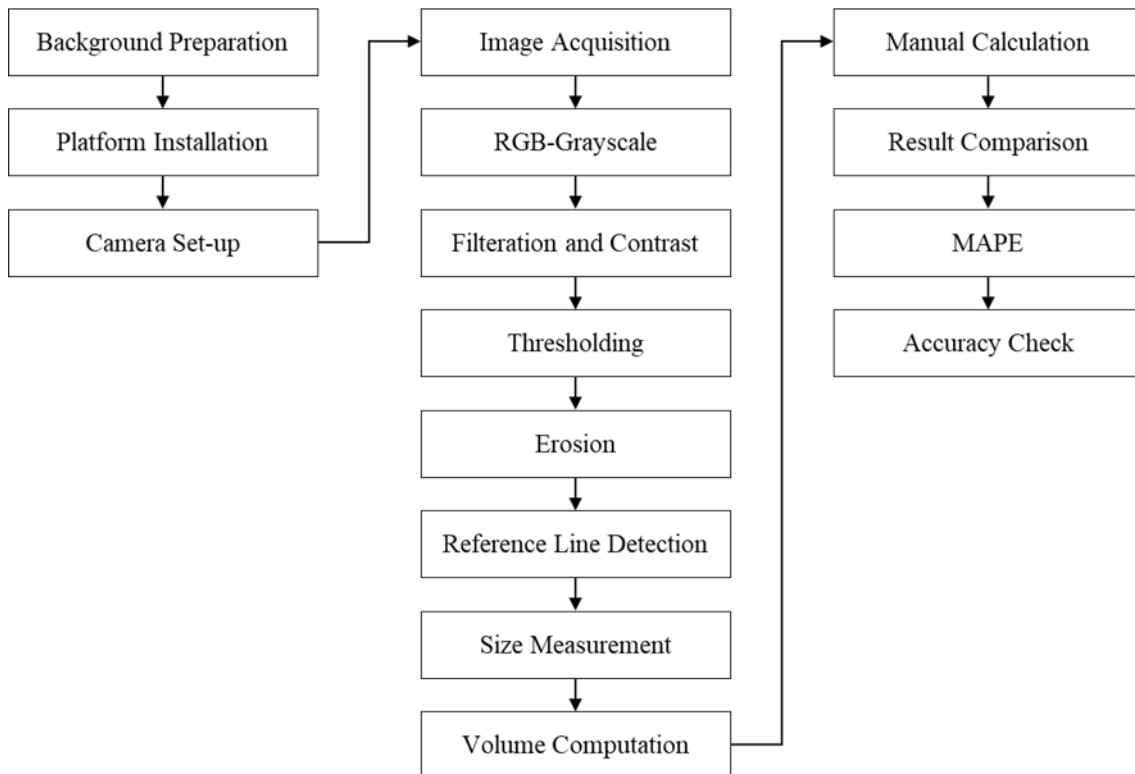 Background Preparation
Platform Installation
Camera Set-up
Image Acquisition
RGB-Grayscale
Filteration and Contrast
Thresholding
Erosion
Reference Line Detection
Size Measurement
Volume Computation
Manual Calculation
Result Comparison
MAPE
Accuracy Check